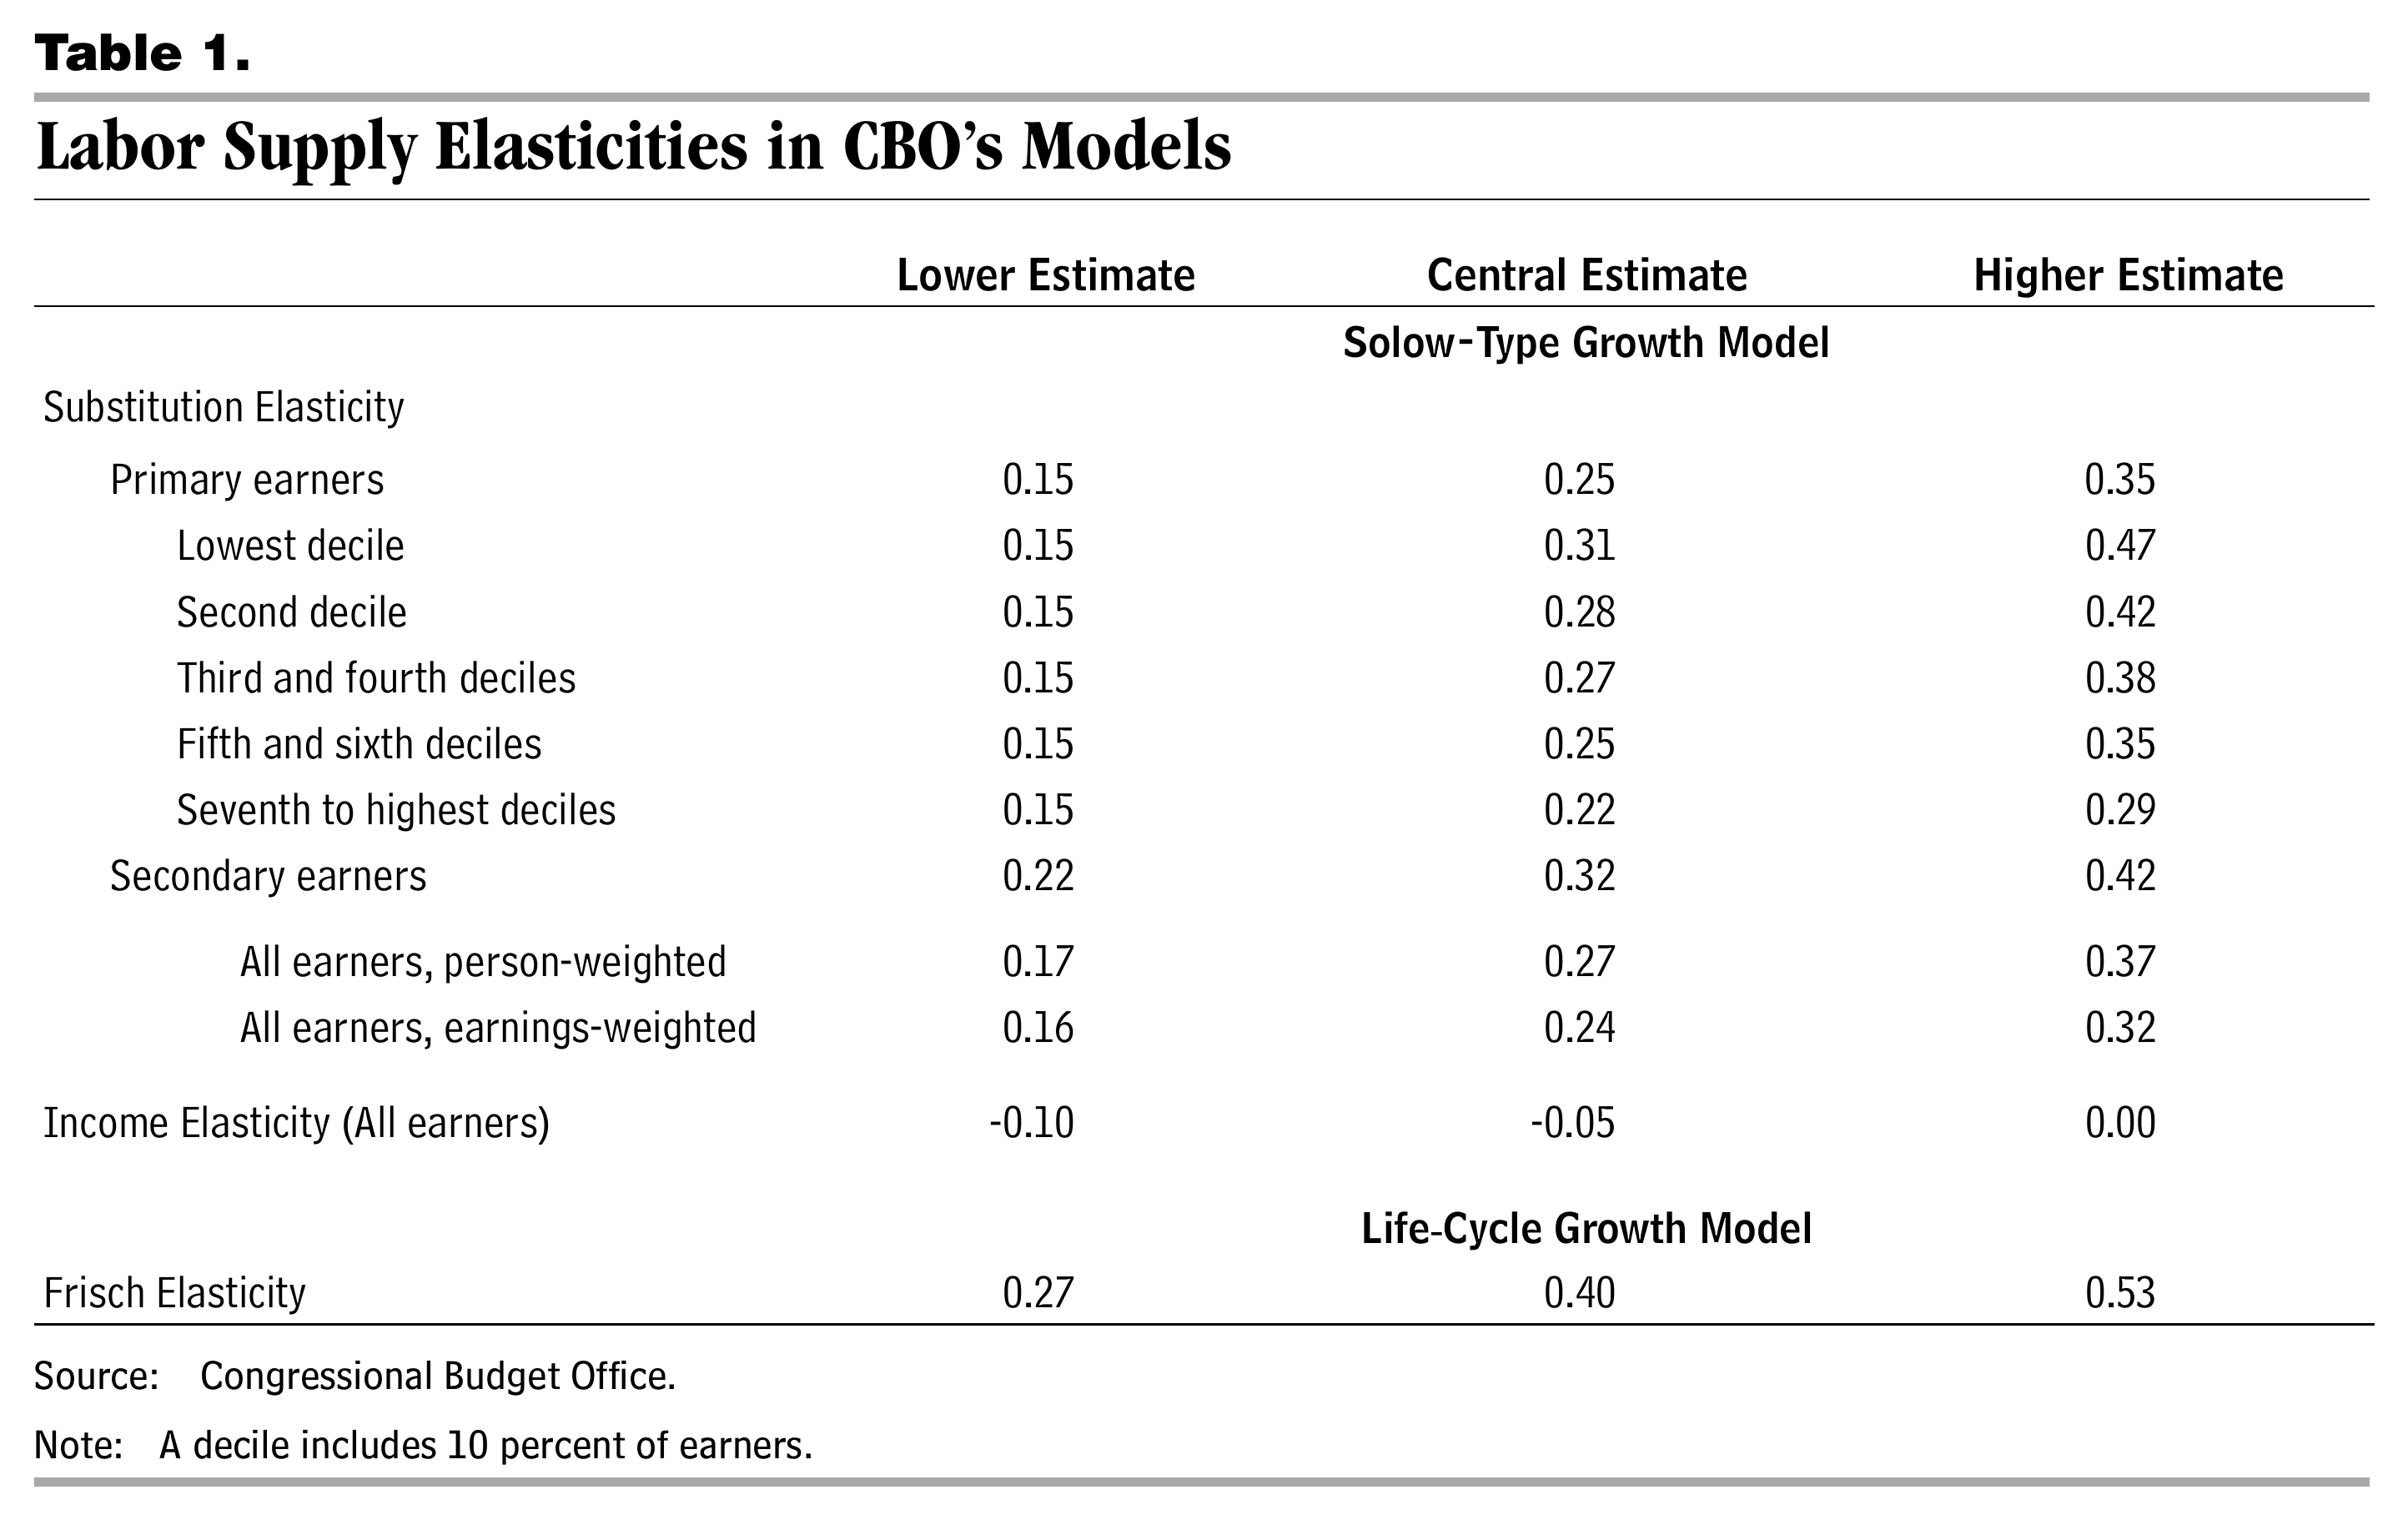 Table 1.
Labor Supply Elasticities in CBO's Models
Lower Estimate Central Estimate Higher Estimate
Solow-Type Growth Model
Substitution Elasticity
Primary earners 0.15 0.25 0.35
Lowest decile 0.15 0.31 0.47
Second decile 0.15 0.28 0.42
Third and fourth deciles 0.15 0.27 0.38
Fifth and sixth deciles 0.15 0.25 0.35
Seventh to highest deciles 0.15 0.22 0.29
Secondary earners 0.22 0.32 0.42
All earners, person-weighted 0.17 0.27 0.37
All earners, earnings-weighted 0.16 0.24 0.32
Income Elasticity (All earners) -0.10 -0.05 0.00
Life-Cycle Growth Model
Frisch Elasticity 0.27 0.40 0.53
Source: Congressional Budget Office.
Note: A decile includes 10 percent of earners.